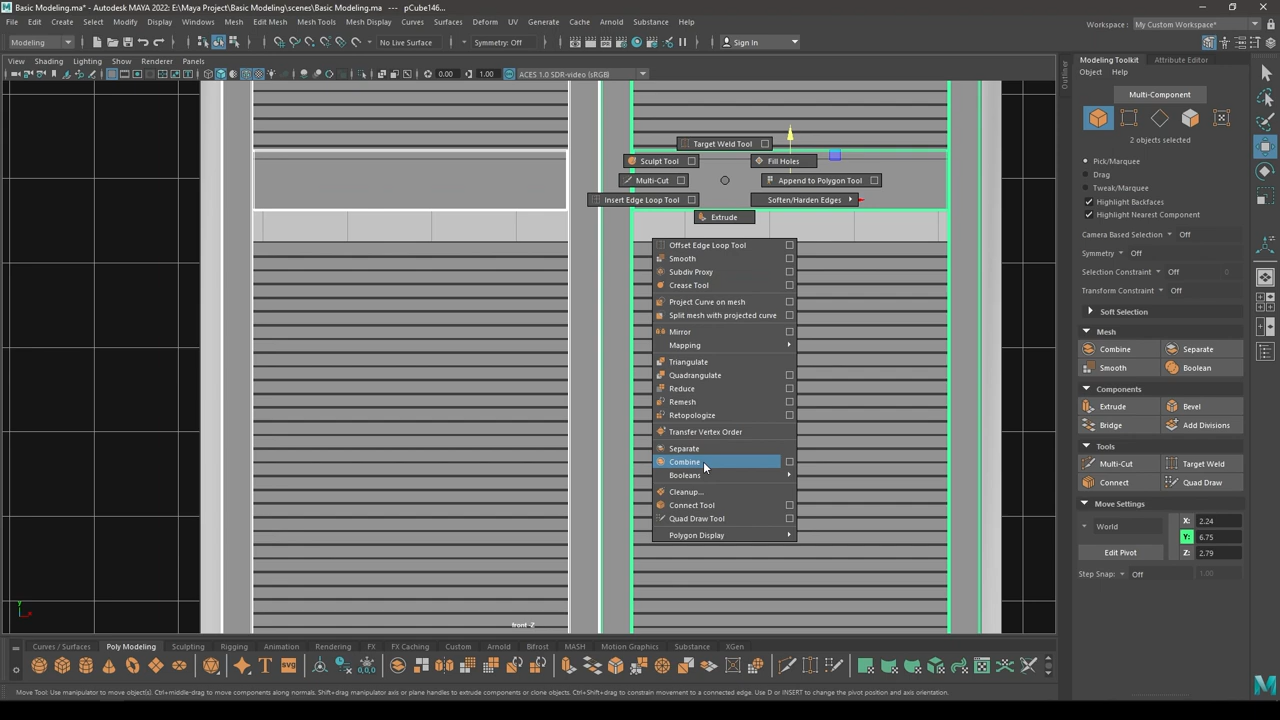 Basic Modeling.ma* - Autodesk MAYA 2022: E:\Maya Project\Basic Modeling\scenes\Basic Modeling.ma* --- pCube146...
File Edit Create Select Modify Display Windows Mesh Edit Mesh Mesh Tools Mesh Display Curves Surfaces Deform UV Generate Cache Arnold Substance Help
Workspace : My Custom Workspace*
Modeling No Live Surface Symmetry: Off Sign In
View Shading Lighting Show Renderer Panels
0.00 1.00 ACES 1.0 SDR-video (sRGB)
Outliner
Modeling Toolkit Attribute Editor
Object Help
Multi-Component
2 objects selected
Pick/Marquee
Drag
Tweak/Marquee
Highlight Backfaces
Highlight Nearest Component
Camera Based Selection Off
Symmetry: Off
Selection Constraint Off 0
Transform Constraint Off
Soft Selection
Mesh
Combine Separate
Smooth Boolean
Components
Extrude Bevel
Bridge Add Divisions
Tools
Multi-Cut Target Weld
Connect Quad Draw
Move Settings
World
X: 2.24
Y: 6.75
Edit Pivot Z: 2.79
Step Snap: Off 1.00
Target Weld Tool
Sculpt Tool Fill Holes
Multi-Cut Append to Polygon Tool
Insert Edge Loop Tool Soften/Harden Edges
Extrude
Offset Edge Loop Tool
Smooth
Subdiv Proxy
Crease Tool
Project Curve on mesh
Split mesh with projected curve
Mirror
Mapping
Triangulate
Quadrangulate
Reduce
Remesh
Retopologize
Transfer Vertex Order
Separate
Combine
Booleans
Cleanup...
Connect Tool
Quad Draw Tool
Polygon Display
front -Z
Curves / Surfaces Poly Modeling Sculpting Rigging Animation Rendering FX FX Caching Custom Arnold Bifrost MASH Motion Graphics Substance XGen
SVG
Move Tool: Use manipulator to move object(s). Ctrl+middle-drag to move components along normals. Shift+drag manipulator axis or plane handles to extrude components or clone objects. Ctrl+Shift+drag to constrain movement to a connected edge. Use D or INSERT to change the pivot position and axis orientation.